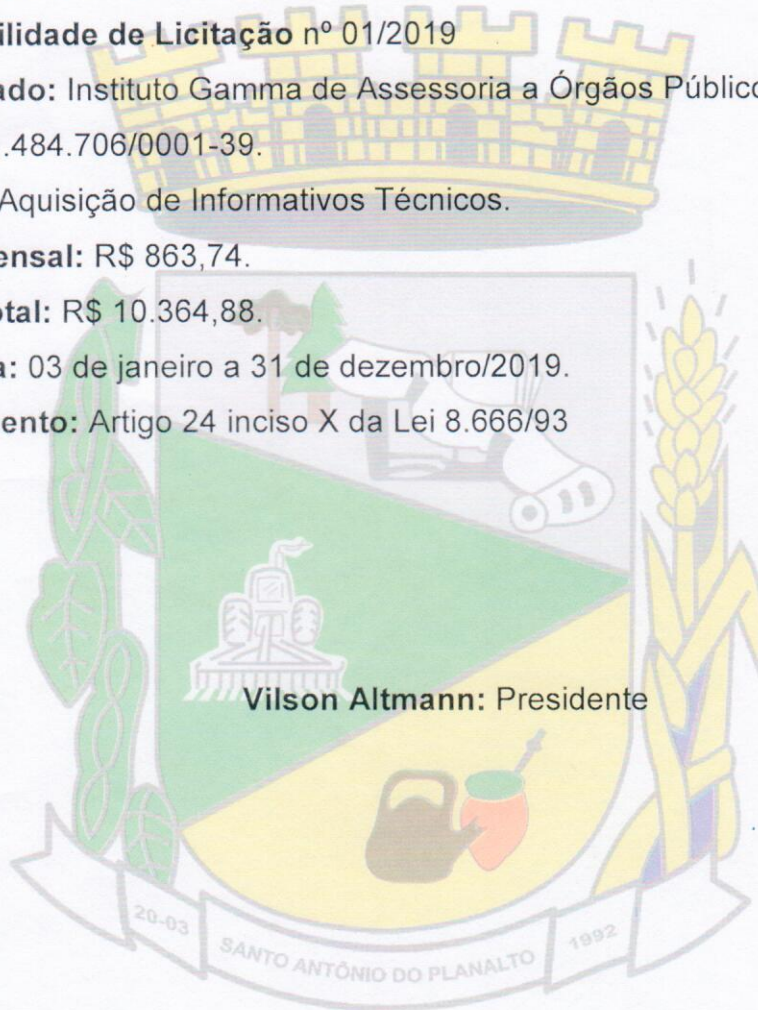 ilidade de Licitação nº 01/2019
ado: Instituto Gamma de Assessoria a Órgãos Público
.484.706/0001-39.
Aquisição de Informativos Técnicos.
ensal: R$ 863,74.
otal: R$ 10.364,88.
a: 03 de janeiro a 31 de dezembro/2019.
ento: Artigo 24 inciso X da Lei 8.666/93
Vilson Altmann: Presidente
20-03 SANTO ANTÔNIO DO PLANALTO 1992